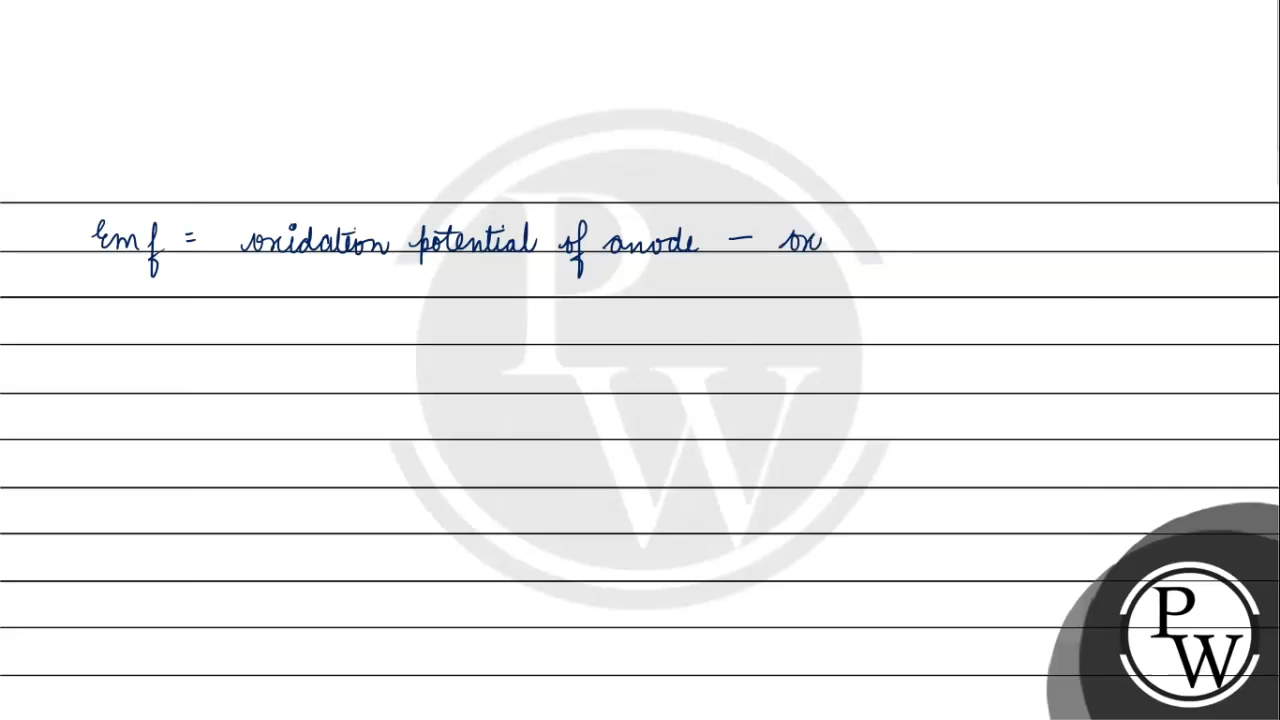 Emf = oxidation potential of anode – ox
P
W
P
W